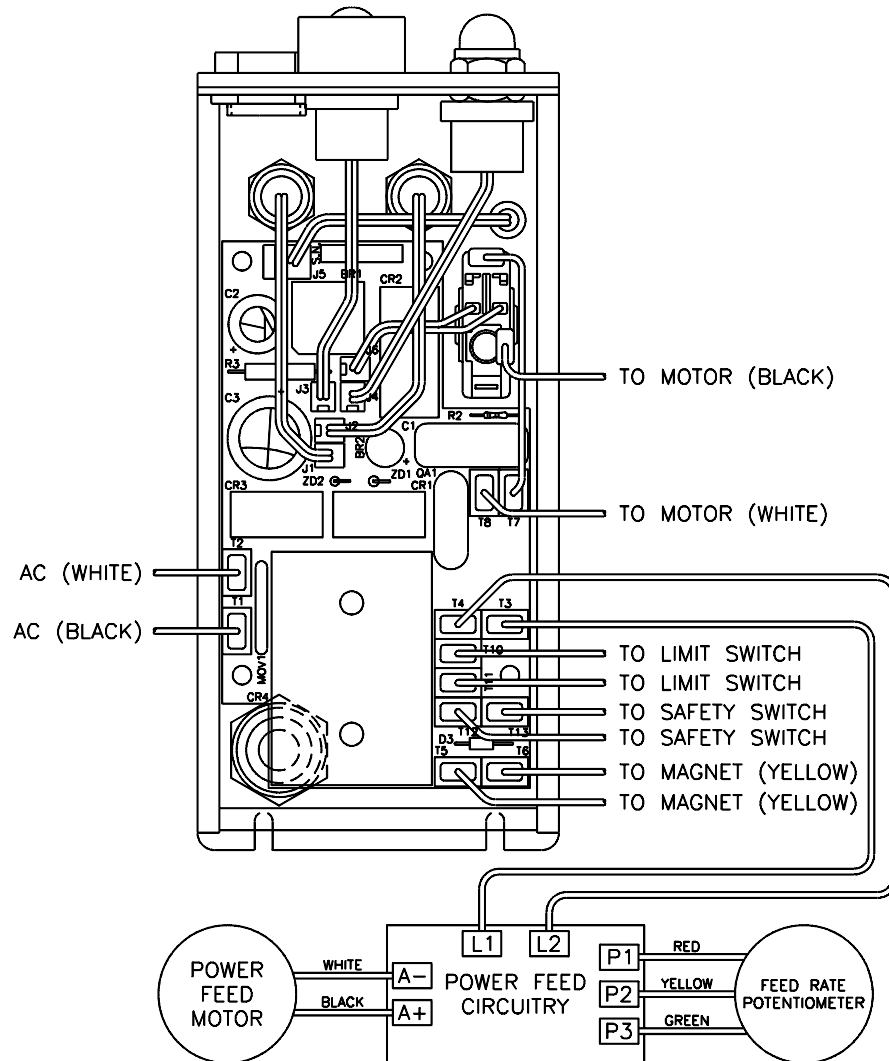 S.N.
J5
BR1
CR2
C2
+
R3
J6
J3
J4
TO MOTOR (BLACK)
C3
R2
J2
C1
BR2
+
J1
ZD2
ZD1
QA1
CR3
CR1
T8
T7
TO MOTOR (WHITE)
T2
AC (WHITE)
T1
T4
T3
AC (BLACK)
T10
TO LIMIT SWITCH
MOV1
T11
TO LIMIT SWITCH
CR4
TO SAFETY SWITCH
T12
T13
TO SAFETY SWITCH
D3
T5
T6
TO MAGNET (YELLOW)
TO MAGNET (YELLOW)
L1
L2
POWER FEED MOTOR
WHITE
A-
BLACK
A+
POWER FEED
CIRCUITRY
P1
RED
P2
YELLOW
P3
GREEN
FEED RATE
POTENTIOMETER